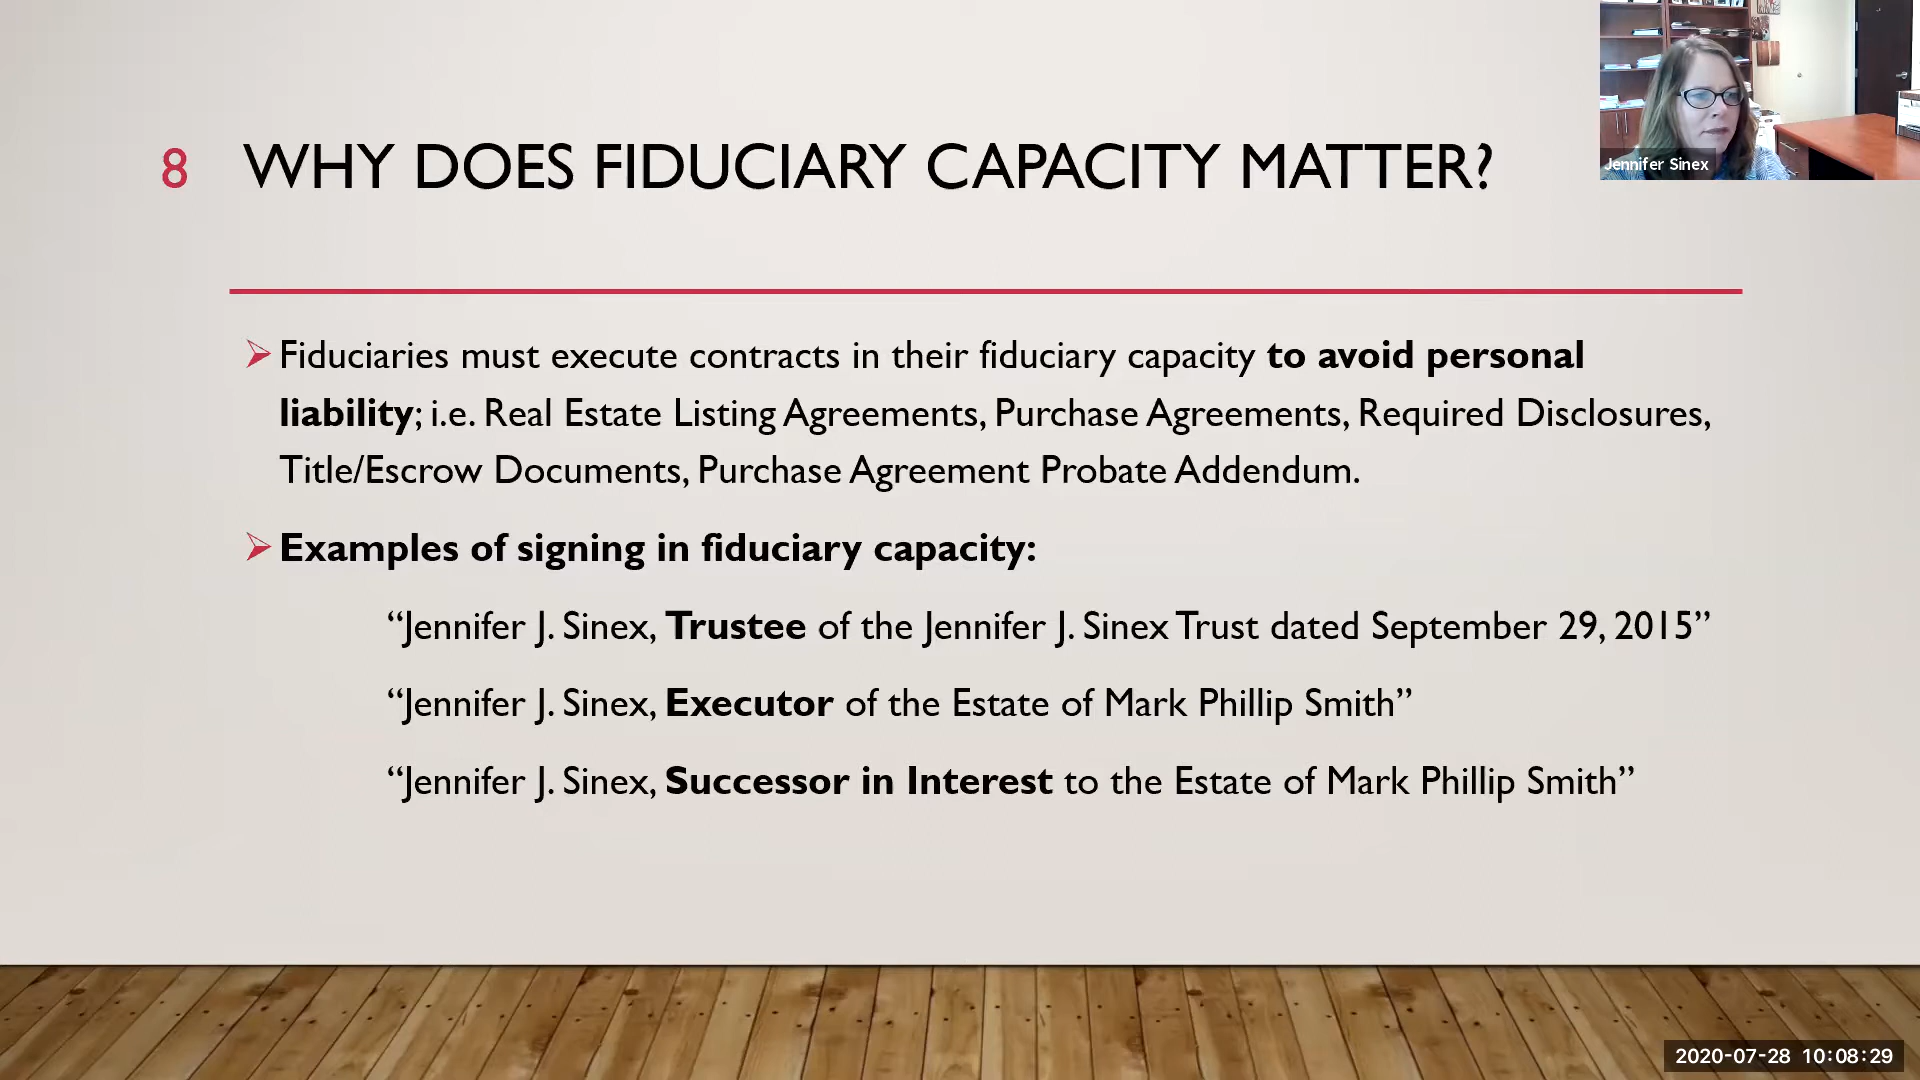 8 WHY DOES FIDUCIARY CAPACITY MATTER?
Jennifer Sinex
Fiduciaries must execute contracts in their fiduciary capacity to avoid personal
liability; i.e. Real Estate Listing Agreements, Purchase Agreements, Required Disclosures,
Title/Escrow Documents, Purchase Agreement Probate Addendum.
Examples of signing in fiduciary capacity:
“Jennifer J. Sinex, Trustee of the Jennifer J. Sinex Trust dated September 29, 2015”
“Jennifer J. Sinex, Executor of the Estate of Mark Phillip Smith”
“Jennifer J. Sinex, Successor in Interest to the Estate of Mark Phillip Smith”
2020-07-28 10:08:29